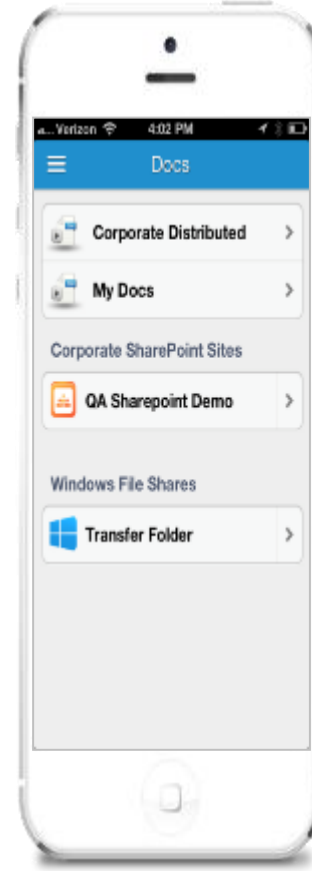 Verizon 4:02 PM
Docs
Corporate Distributed
My Docs
Corporate SharePoint Sites
QA Sharepoint Demo
Windows File Shares
Transfer Folder